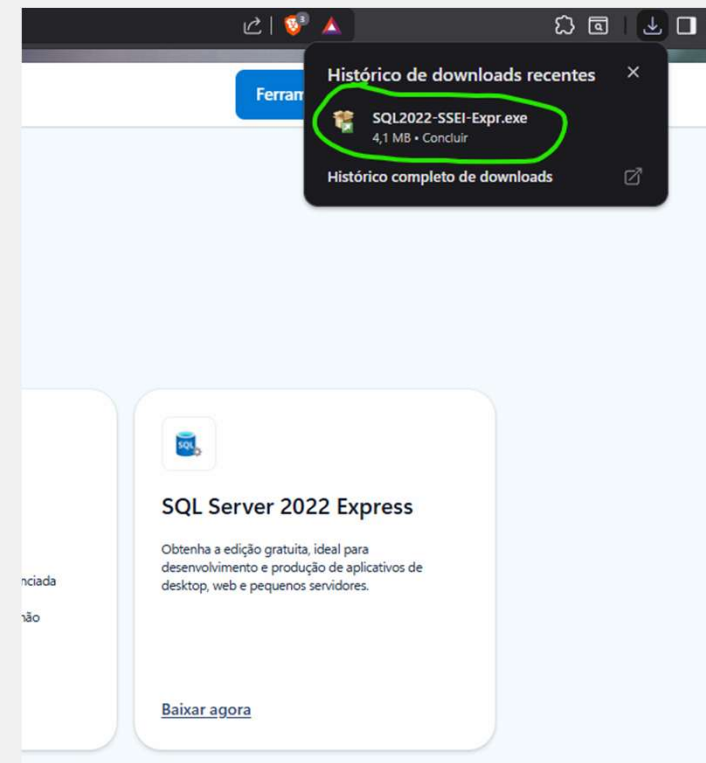 3
Histórico de downloads recentes
Ferram
SQL2022-SSEI-Expr.exe
4,1 MB • Concluir
Histórico completo de downloads
SQL
SQL Server 2022 Express
Obtenha a edição gratuita, ideal para
desenvolvimento e produção de aplicativos de
desktop, web e pequenos servidores.
nciada
não
Baixar agora